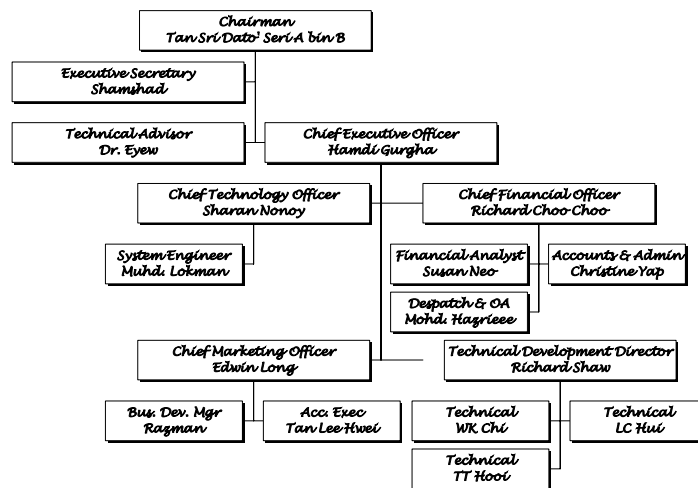 Chairman
Tan Sri Dato' Seri A bin B
Executive Secretary
Shamshad
Technical Advisor
Dr. Eyew
Chief Executive Officer
Hamdi Gurgha
Chief Technology Officer
Sharan Nonoy
Chief Financial Officer
Richard Choo Choo
System Engineer
Muhd. Lokman
Financial Analyst
Susan Neo
Accounts & Admin
Christine Yap
Despatch & OA
Mohd. Hazrieee
Chief Marketing Officer
Edwin Long
Technical Development Director
Richard Shaw
Bus. Dev. Mgr
Razman
Acc. Exec
Tan Lee Hwei
Technical
WK Chi
Technical
LC Hui
Technical
TT Hooi